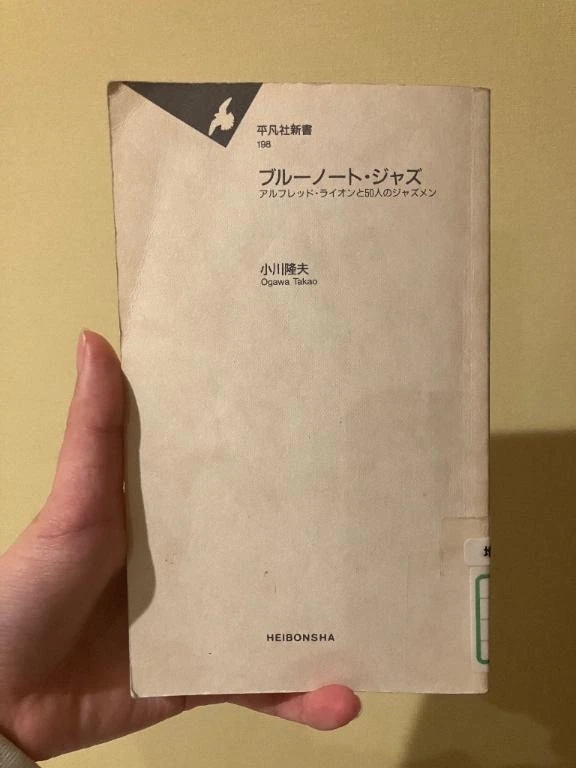 平凡社新書
198
ブルーノート・ジャズ
アルフレッド・ライオンと50人のジャズメン
小川隆夫
Ogawa Takao
HEIBONSHA